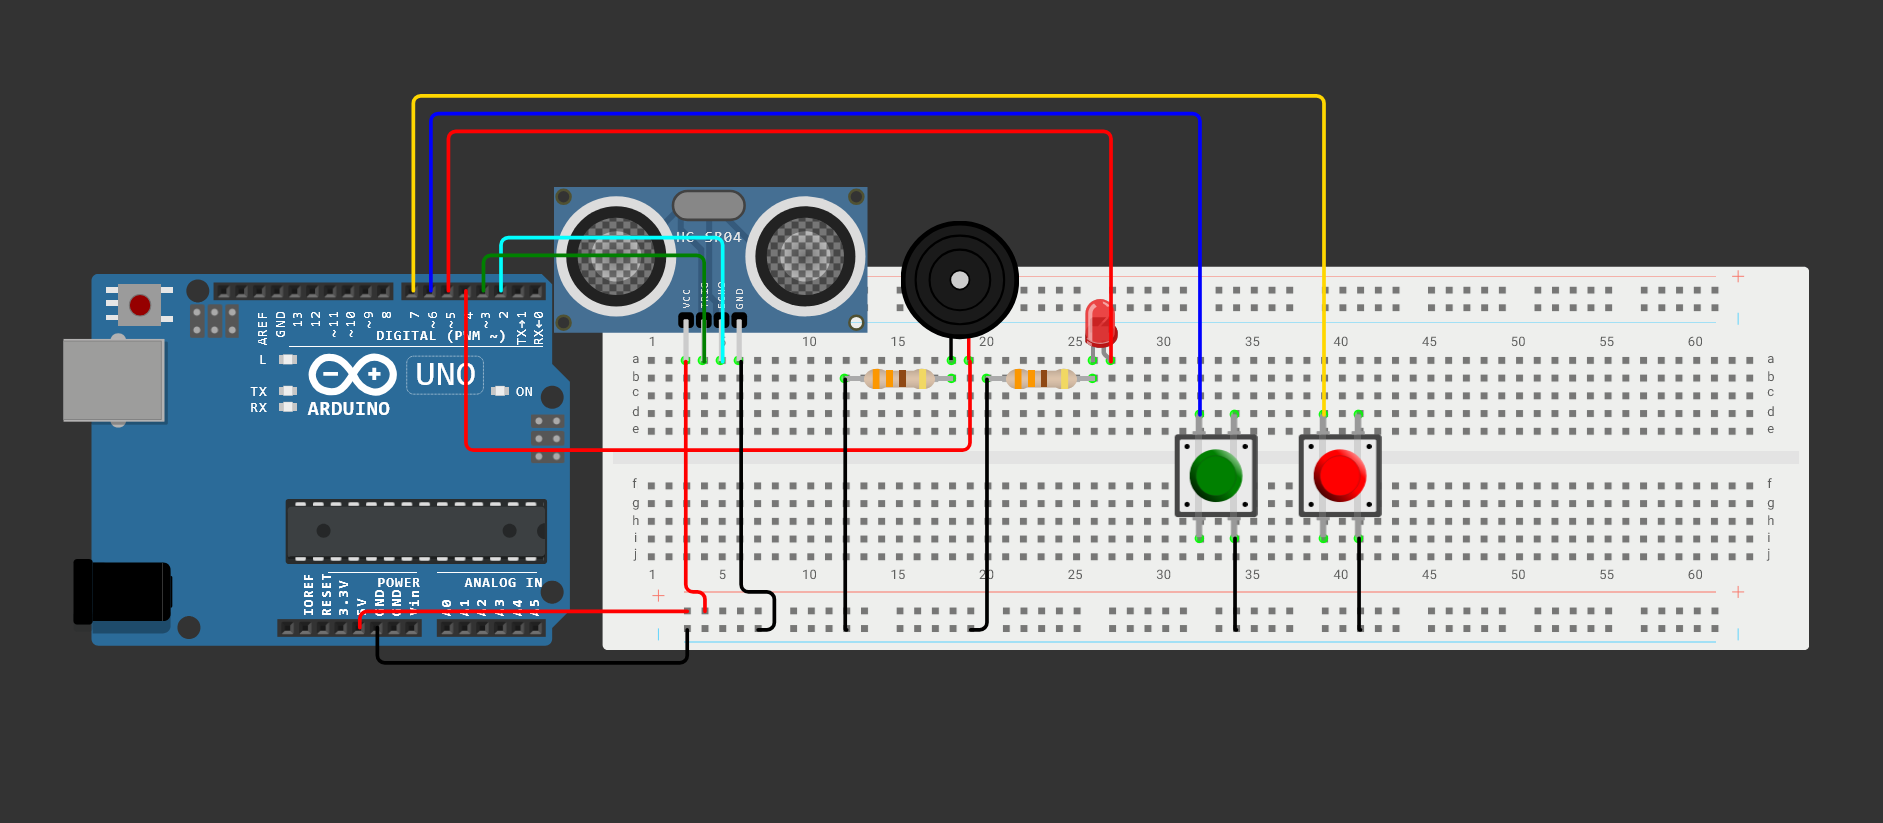 HC-SR04
VCC
TRIG
ECHO
GND
AREF
GND
13
12
~11
~10
~9
8
7
~6
~5
4
~3
2
TX→1
RX←0
DIGITAL (PWM ~)
L
TX
RX
UNO
ON
ARDUINO
POWER
ANALOG IN
IOREF
RESET
3.3V
5V
GND
GND
Vin
A0
A1
A2
A3
A4
A5
1 10 15 20 25 30 35 40 45 50 55 60
a a
b b
c c
d d
e e
f f
g g
h h
i i
j j
1 5 10 15 20 25 30 35 40 45 50 55 60